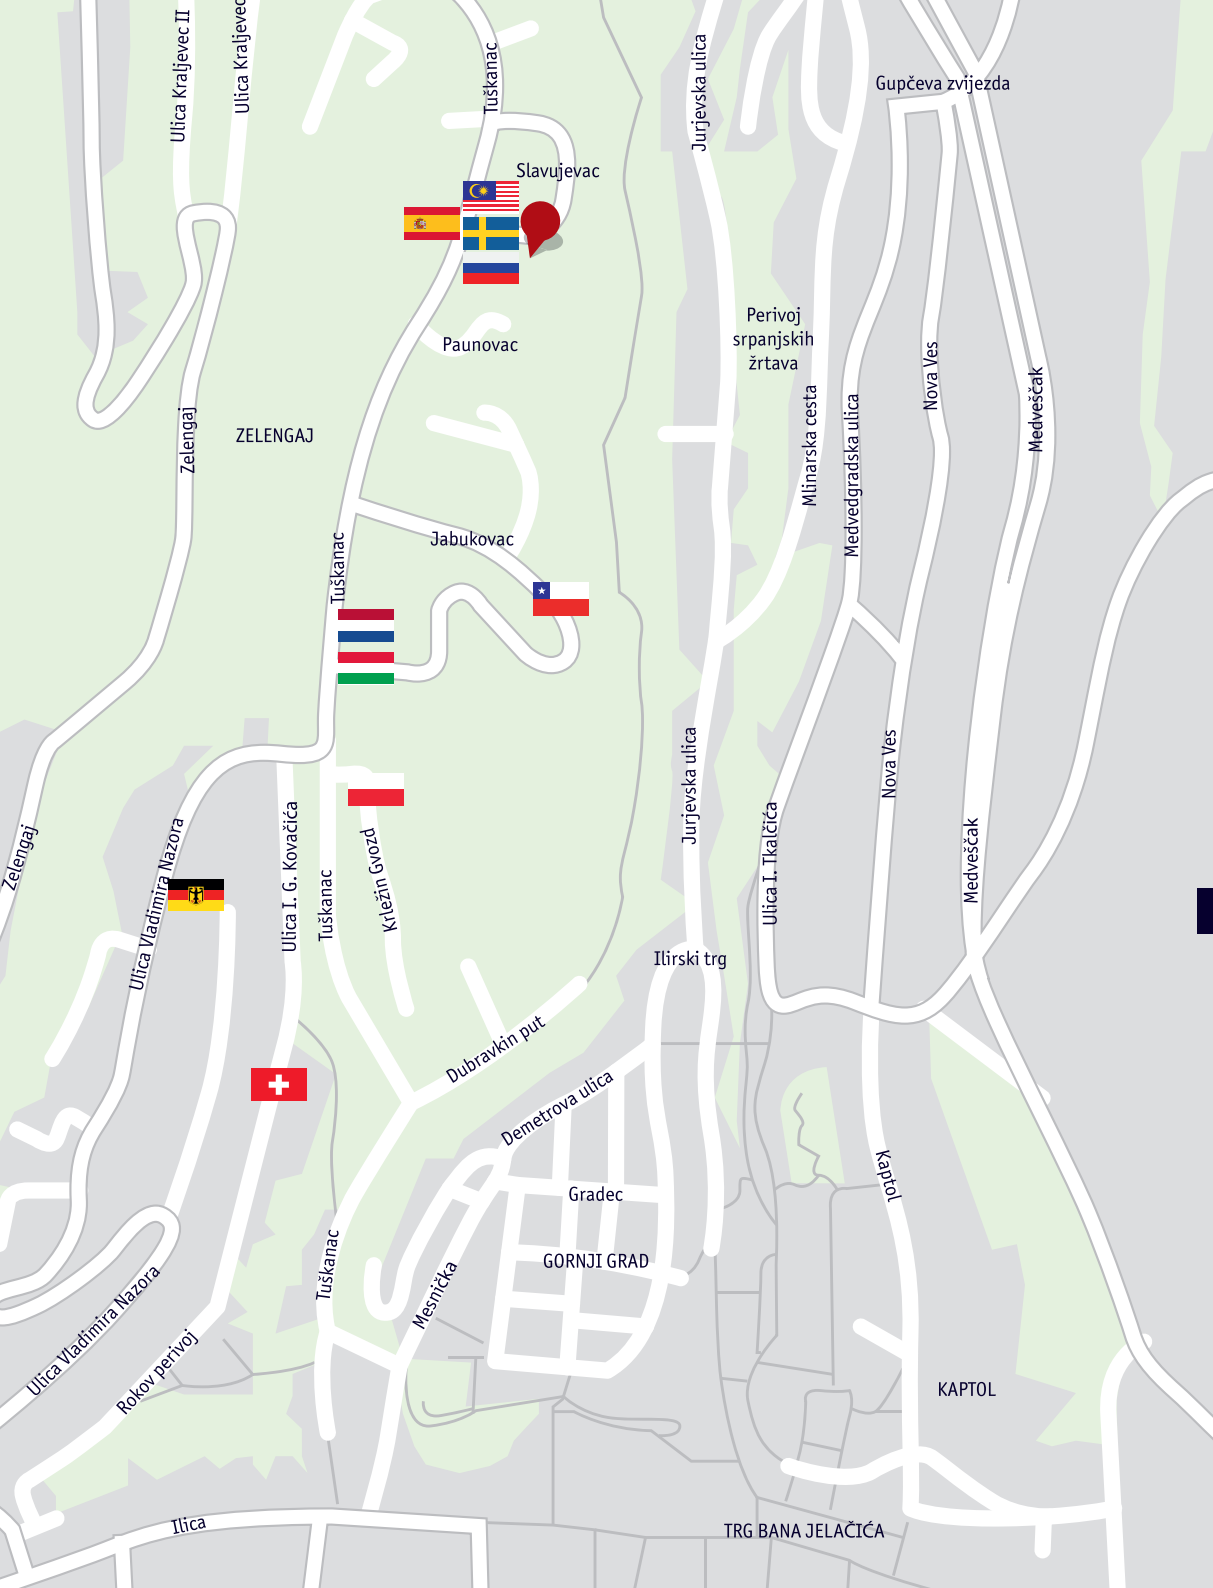 Ulica Kraljevec II
Ulica Kraljevec
Tuškanac
Jurjevska ulica
Gupčeva zvijezda
Slavujevac
Perivoj
srpanjskih
žrtava
Paunovac
Nova Ves
Medveščak
Zelengaj
ZELENGAJ
Mlinarska cesta
Medvedgradska ulica
Tuškanac
Jabukovac
Jurjevska ulica
Nova Ves
Zelengaj
Ulica Vladimira Nazora
Ulica I. G. Kovačića
Tuškanac
Krležin Gvozd
Ulica I. Tkalčića
Medveščak
Ilirski trg
Dubravkin put
Demetrova ulica
Kaptol
Gradec
Tuškanac
GORNJI GRAD
Mesnička
Ulica Vladimira Nazora
Rokov perivoj
KAPTOL
Ilica
TRG BANA JELAČIĆA